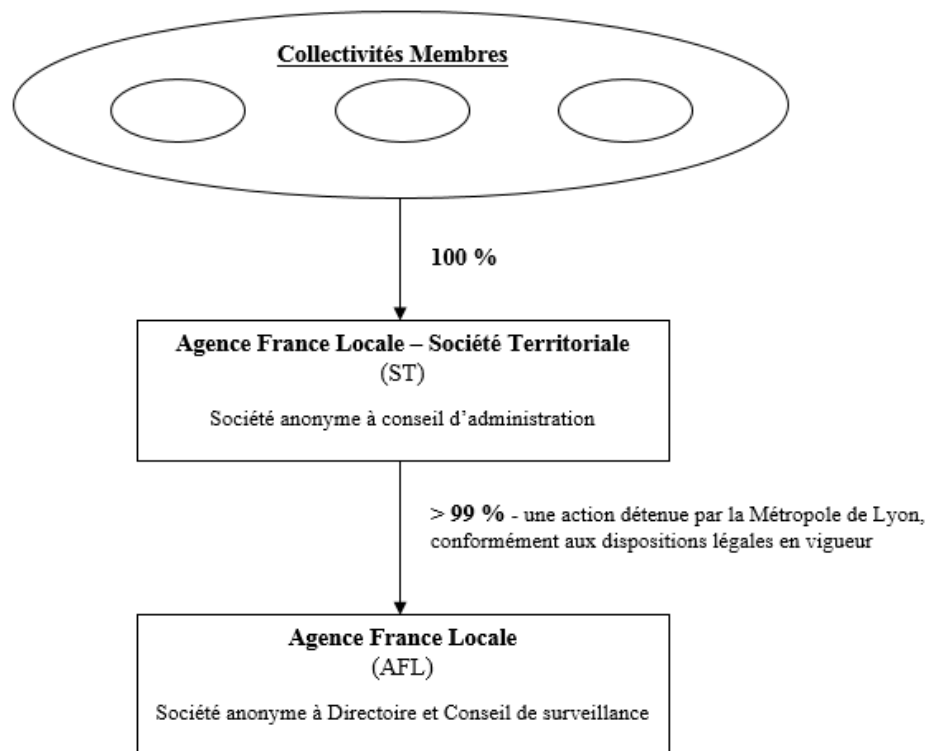 Collectivités Membres
100 %
Agence France Locale – Société Territoriale
(ST)
Société anonyme à conseil d’administration
> 99 % - une action détenue par la Métropole de Lyon,
conformément aux dispositions légales en vigueur
Agence France Locale
(AFL)
Société anonyme à Directoire et Conseil de surveillance